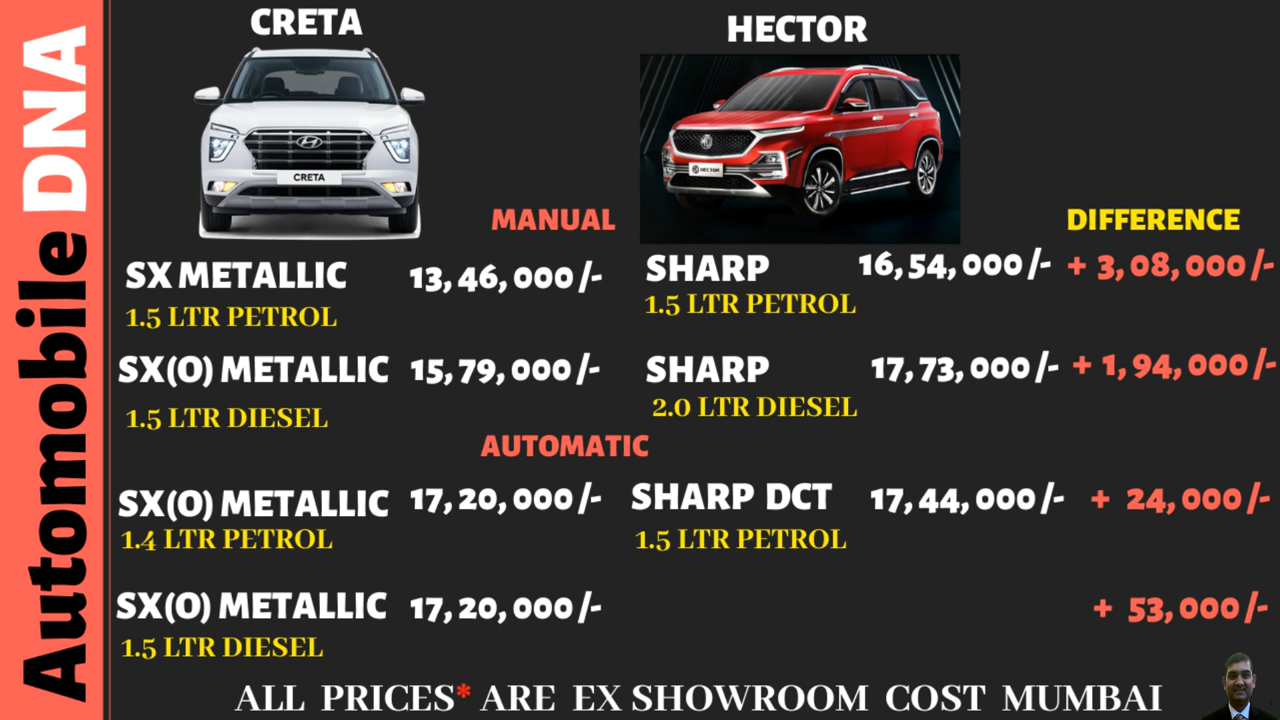 Automobile DNA
CRETA
HECTOR
CRETA
HECTOR
MANUAL
DIFFERENCE
SX METALLIC 13,46,000/- SHARP 16,54,000/- + 3,08,000/-
1.5 LTR PETROL 1.5 LTR PETROL
SX(O) METALLIC 15,79,000/- SHARP 17,73,000/- + 1,94,000/-
1.5 LTR DIESEL 2.0 LTR DIESEL
AUTOMATIC
SX(O) METALLIC 17,20,000/- SHARP DCT 17,44,000/- + 24,000/-
1.4 LTR PETROL 1.5 LTR PETROL
SX(O) METALLIC 17,20,000/- + 53,000/-
1.5 LTR DIESEL
ALL PRICES* ARE EX SHOWROOM COST MUMBAI